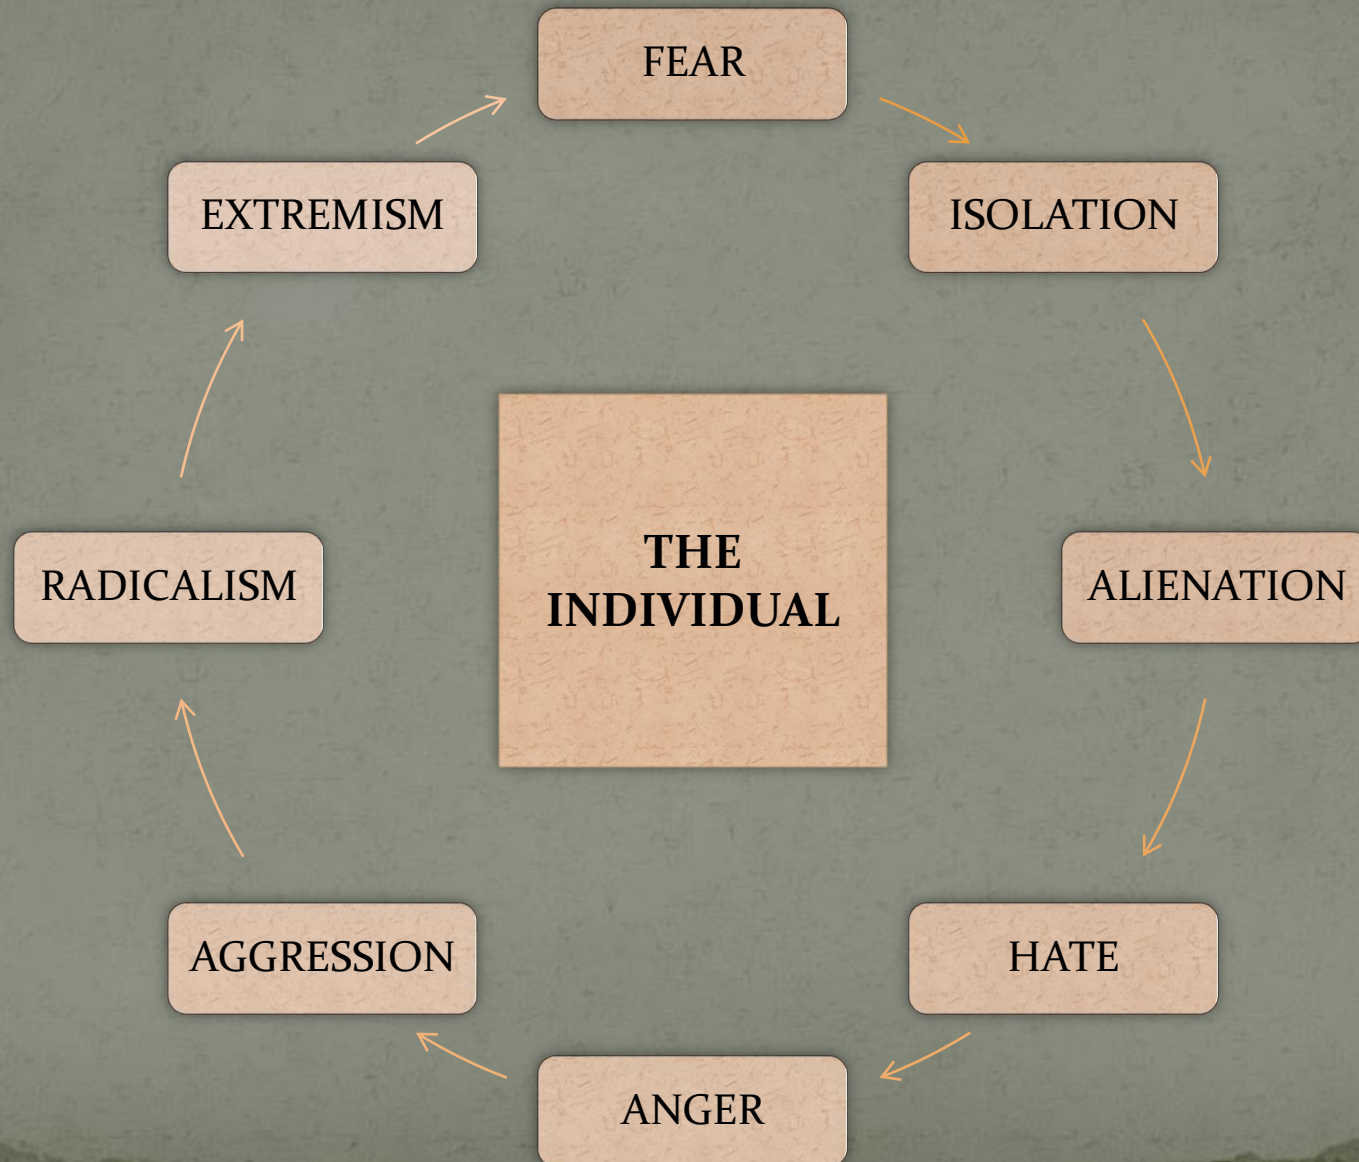 FEAR
ISOLATION
ALIENATION
HATE
ANGER
AGGRESSION
RADICALISM
EXTREMISM
THE
INDIVIDUAL